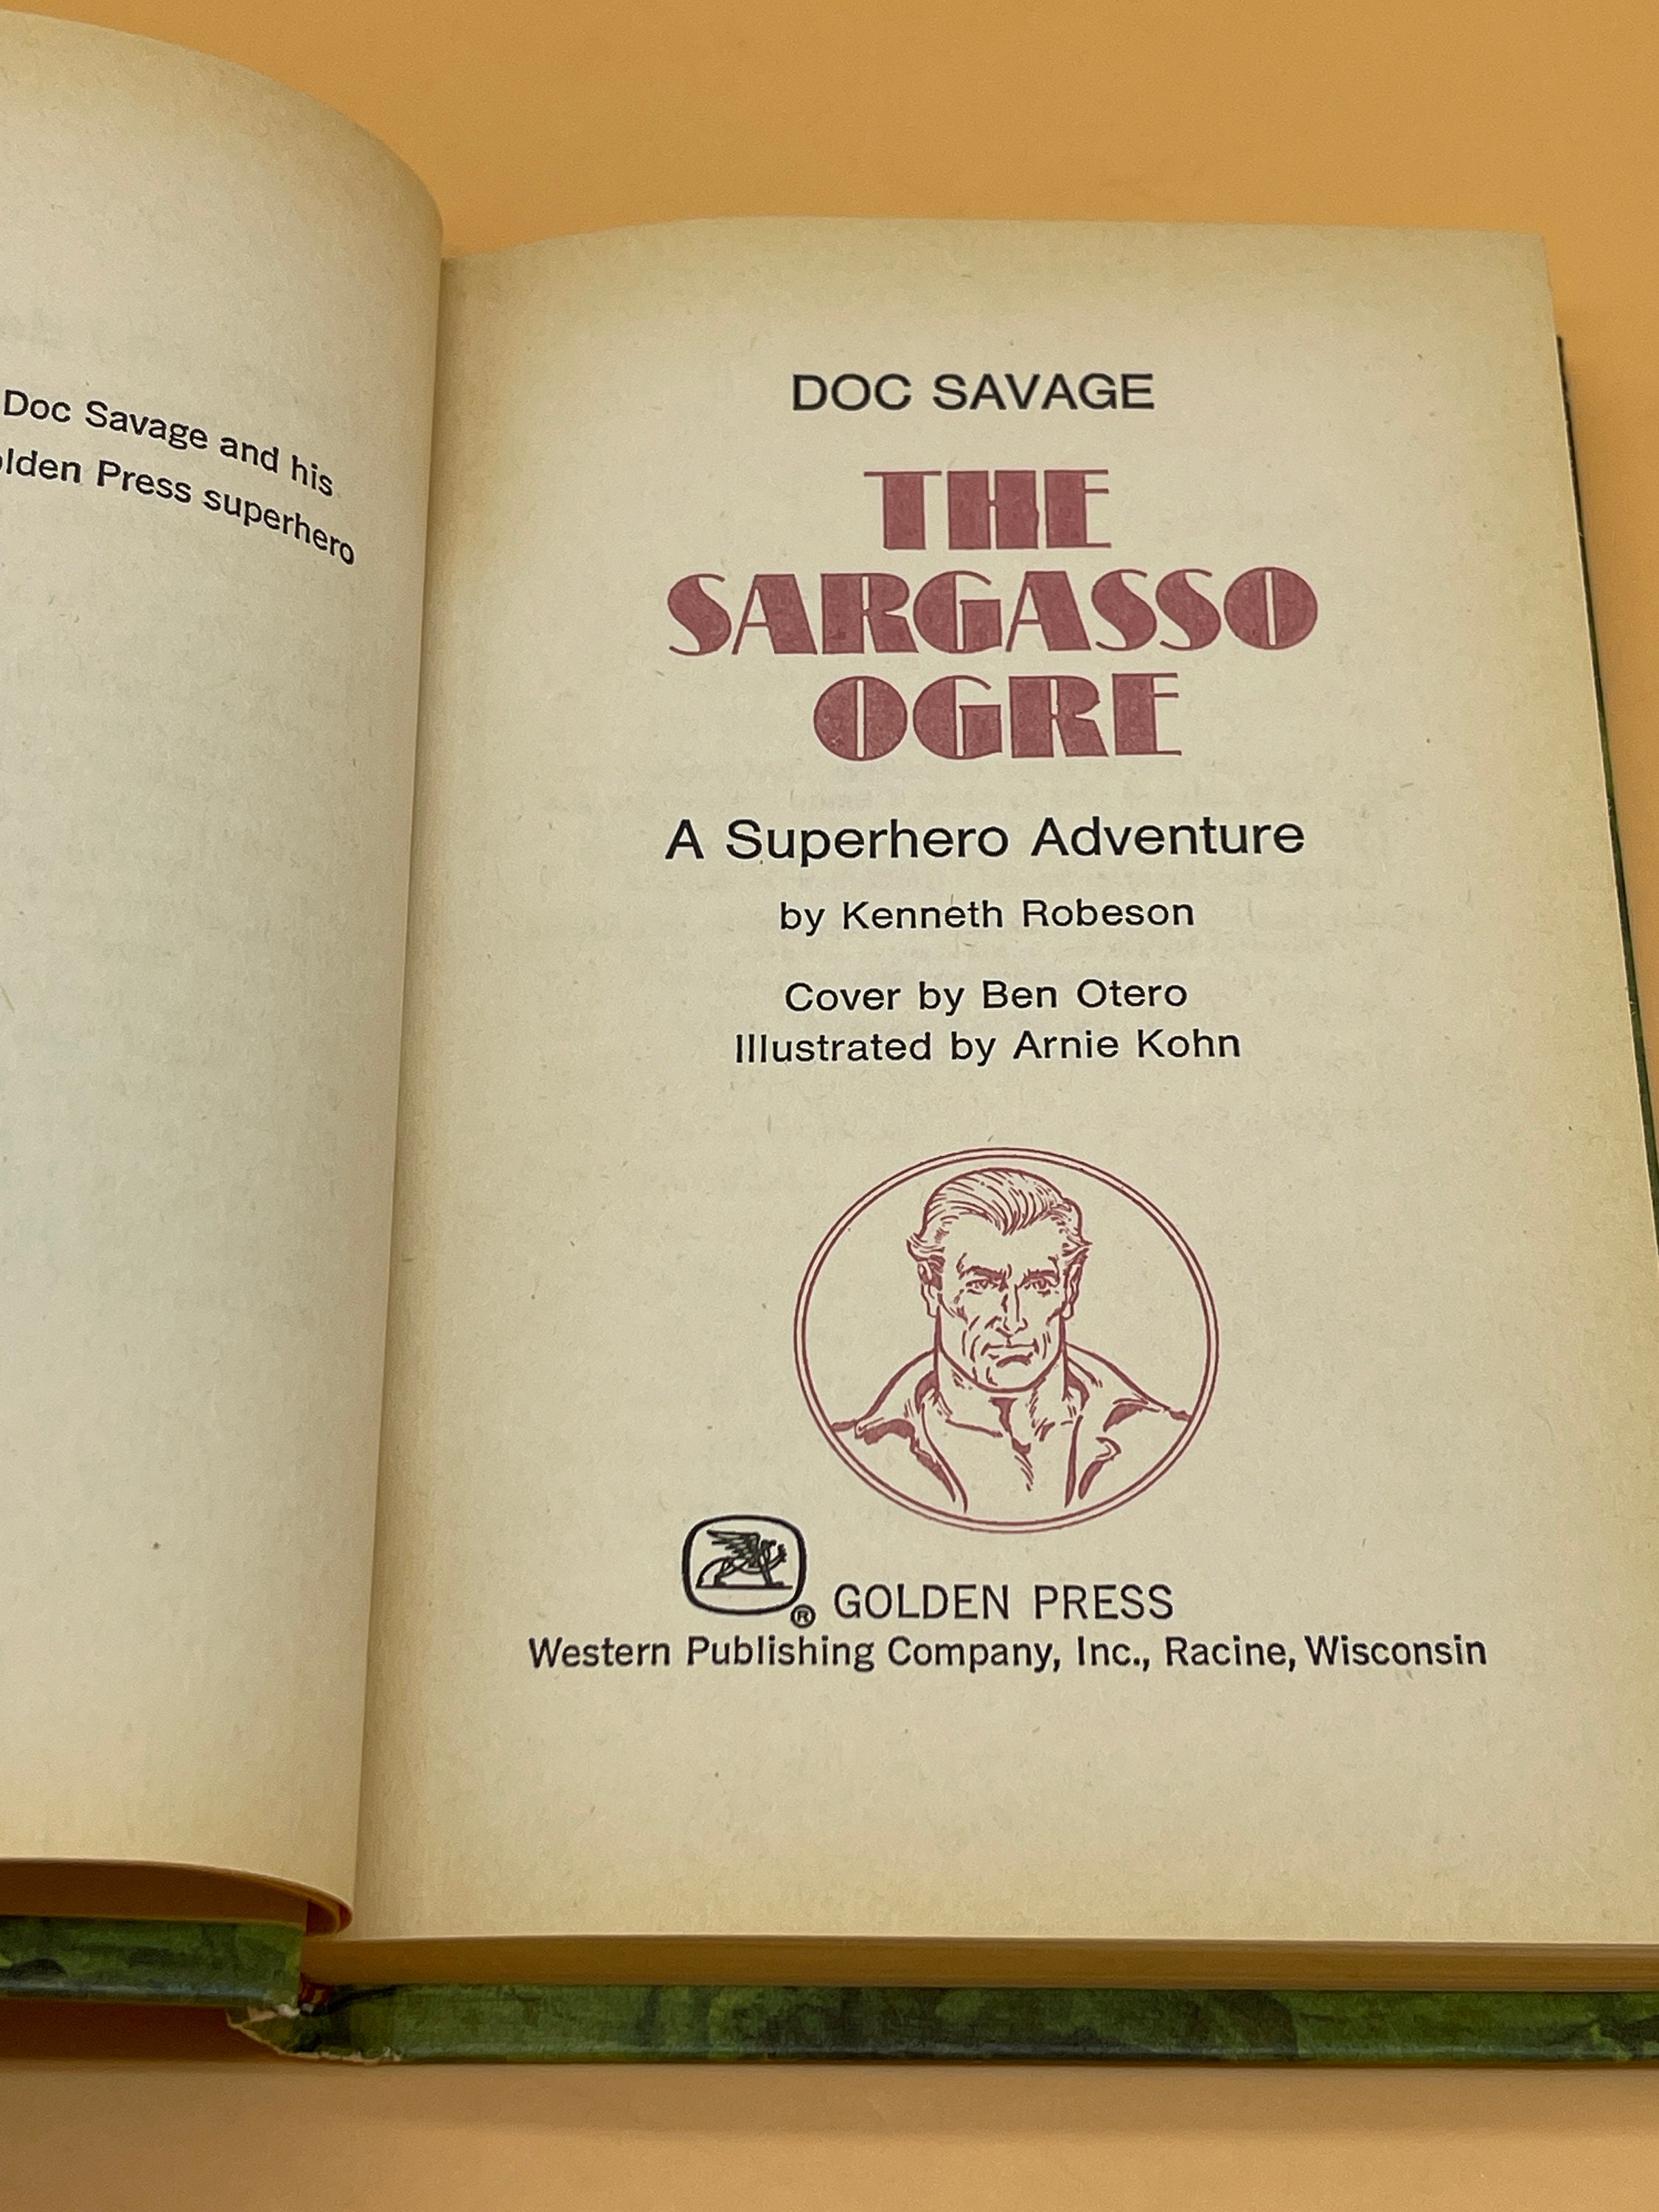 Doc Savage and his
Press superhero
DOC SAVAGE
THE
SARGASSO
OGRE
A Superhero Adventure
by Kenneth Robeson
Cover by Ben Otero
Illustrated by Arnie Kohn
® GOLDEN PRESS
Western Publishing Company, Inc., Racine, Wisconsin